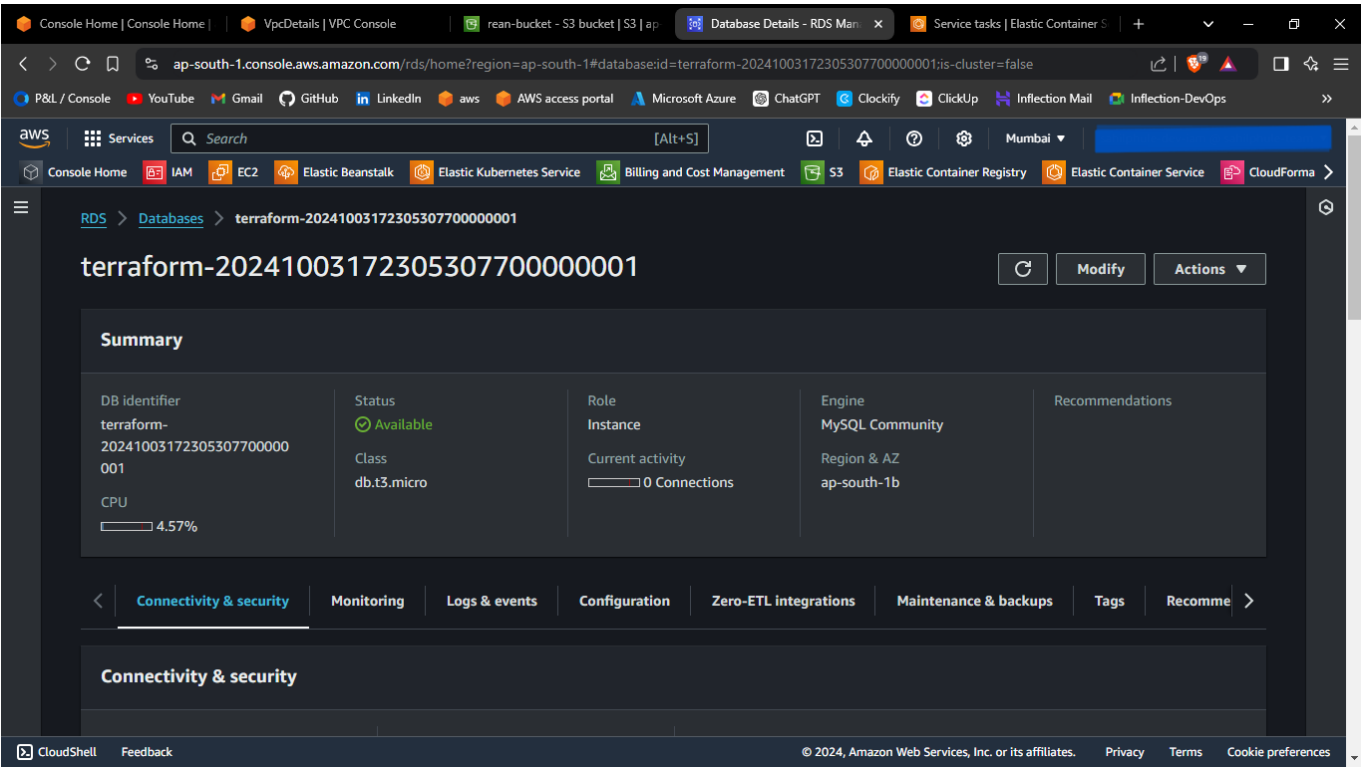 Console Home | Console Home |
VpcDetails | VPC Console
rean-bucket - S3 bucket | S3 | ap
Database Details - RDS Man
Service tasks | Elastic Container S
ap-south-1.console.aws.amazon.com/rds/home?region=ap-south-1#database:id=terraform-20241003172305307700000001;is-cluster=false
P&L / Console YouTube Gmail GitHub LinkedIn aws AWS access portal Microsoft Azure ChatGPT Clockify ClickUp Inflection Mail Inflection-DevOps »
aws Services Search [Alt+S] Mumbai ▼
Console Home IAM EC2 Elastic Beanstalk Elastic Kubernetes Service Billing and Cost Management S3 Elastic Container Registry Elastic Container Service CloudForma
RDS > Databases > terraform-20241003172305307700000001
terraform-20241003172305307700000001
Modify
Actions ▼
Summary
DB identifier
terraform-
20241003172305307700000
001
CPU
4.57%
Status
Available
Class
db.t3.micro
Role
Instance
Current activity
0 Connections
Engine
MySQL Community
Region & AZ
ap-south-1b
Recommendations
Connectivity & security Monitoring Logs & events Configuration Zero-ETL integrations Maintenance & backups Tags Recomme
Connectivity & security
CloudShell Feedback © 2024, Amazon Web Services, Inc. or its affiliates. Privacy Terms Cookie preferences